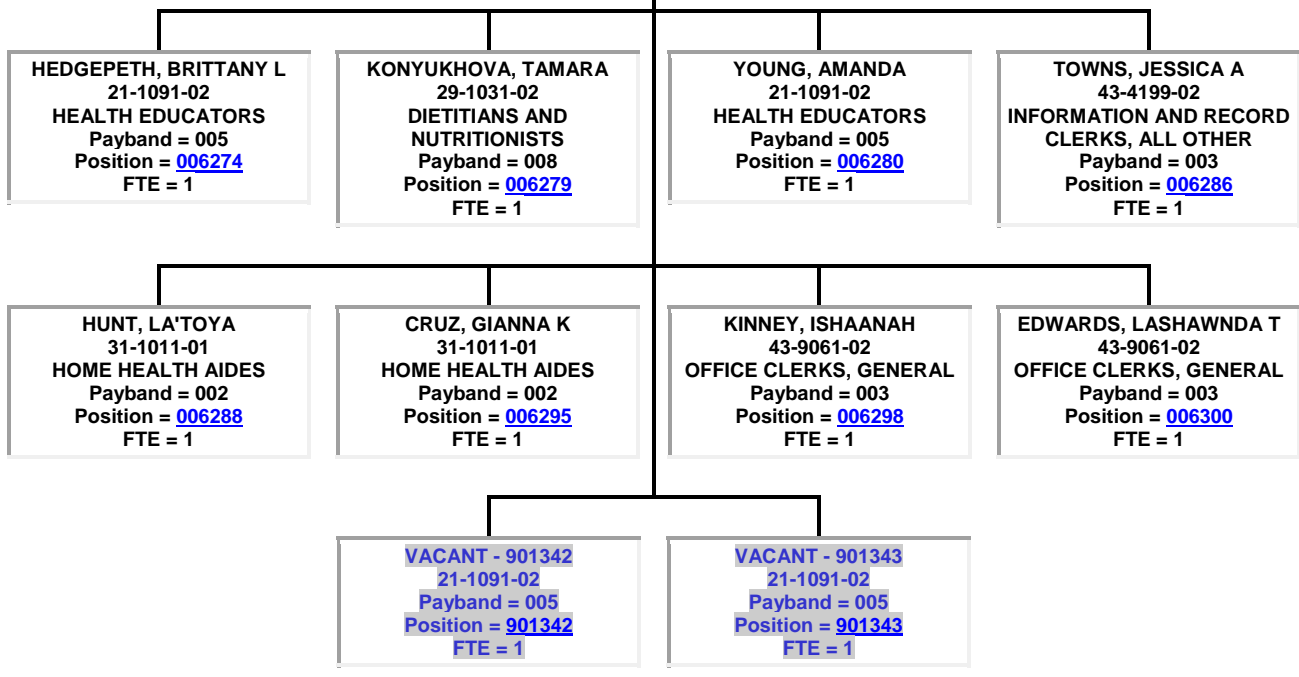 HEDGEPETH, BRITTANY L
21-1091-02
HEALTH EDUCATORS
Payband = 005
Position = 006274
FTE = 1
KONYUKHOVA, TAMARA
29-1031-02
DIETITIANS AND
NUTRITIONISTS
Payband = 008
Position = 006279
FTE = 1
YOUNG, AMANDA
21-1091-02
HEALTH EDUCATORS
Payband = 005
Position = 006280
FTE = 1
TOWNS, JESSICA A
43-4199-02
INFORMATION AND RECORD
CLERKS, ALL OTHER
Payband = 003
Position = 006286
FTE = 1
HUNT, LA'TOYA
31-1011-01
HOME HEALTH AIDES
Payband = 002
Position = 006288
FTE = 1
CRUZ, GIANNA K
31-1011-01
HOME HEALTH AIDES
Payband = 002
Position = 006295
FTE = 1
KINNEY, ISHAANAH
43-9061-02
OFFICE CLERKS, GENERAL
Payband = 003
Position = 006298
FTE = 1
EDWARDS, LASHAWNDA T
43-9061-02
OFFICE CLERKS, GENERAL
Payband = 003
Position = 006300
FTE = 1
VACANT - 901342
21-1091-02
Payband = 005
Position = 901342
FTE = 1
VACANT - 901343
21-1091-02
Payband = 005
Position = 901343
FTE = 1